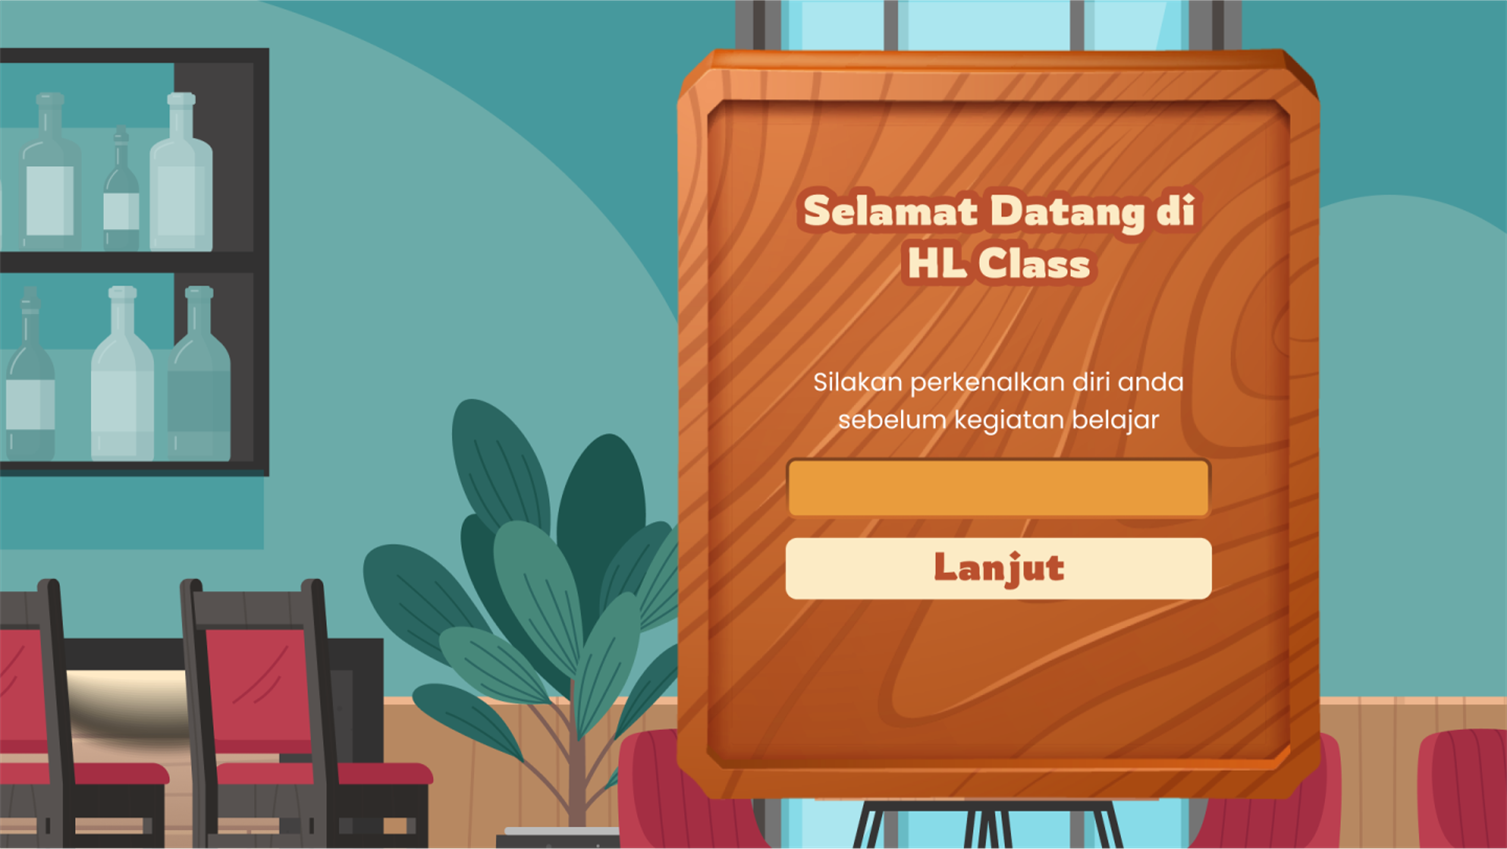 Selamat Datang di
HL Class
Silakan perkenalkan diri anda
sebelum kegiatan belajar
Lanjut